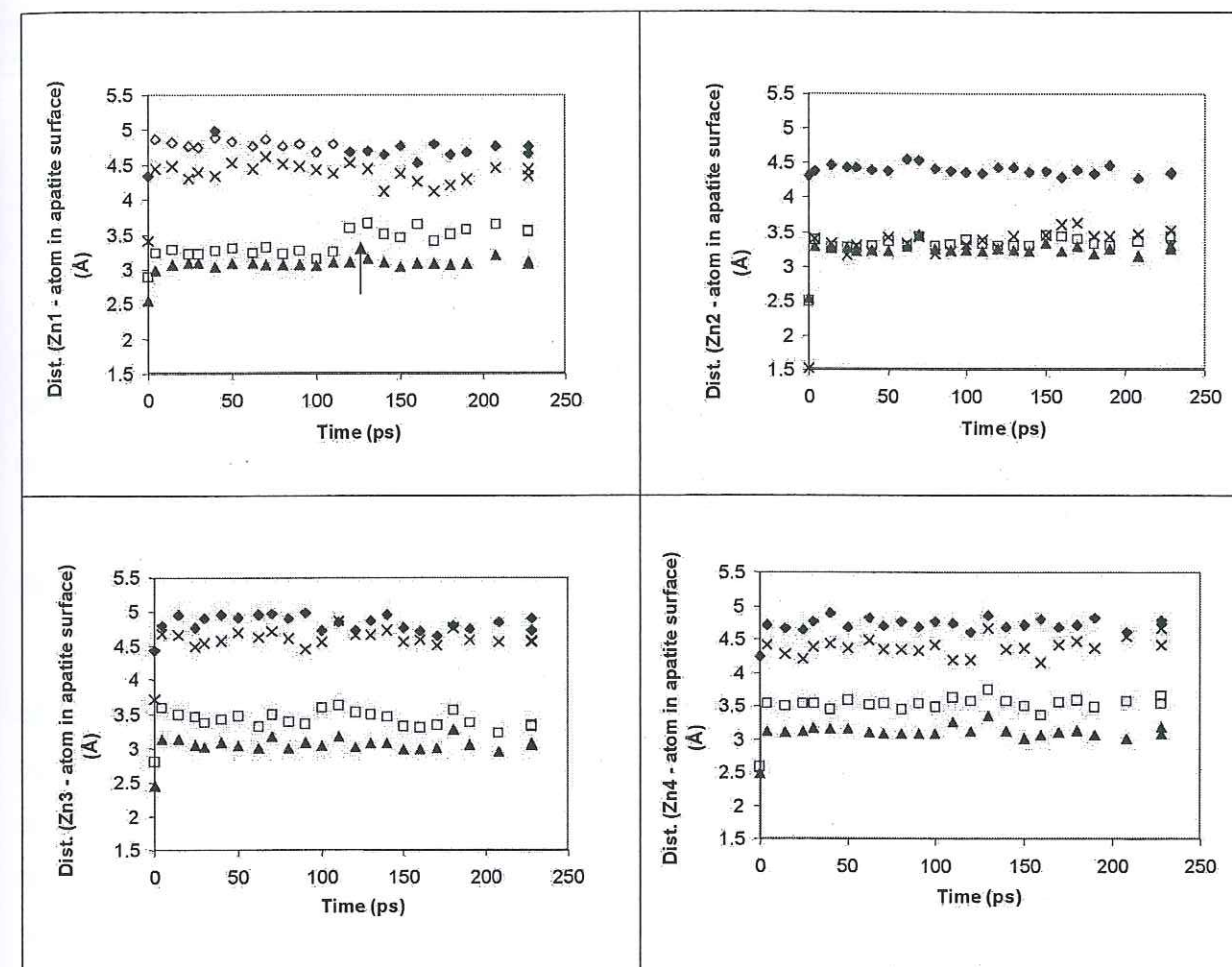 Dist. (Zn1 - atom in apatite surface)
(Å)
5.5
5
4.5
4
3.5
3
2.5
2
1.5
0 50 100 150 200 250
Time (ps)
Dist. (Zn2 - atom in apatite surface)
(Å)
5.5
5
4.5
4
3.5
3
2.5
2
1.5
0 50 100 150 200 250
Time (ps)
Dist. (Zn3 - atom in apatite surface)
(Å)
5.5
5
4.5
4
3.5
3
2.5
2
1.5
0 50 100 150 200 250
Time (ps)
Dist. (Zn4 - atom in apatite surface)
(Å)
5.5
5
4.5
4
3.5
3
2.5
2
1.5
0 50 100 150 200 250
Time (ps)